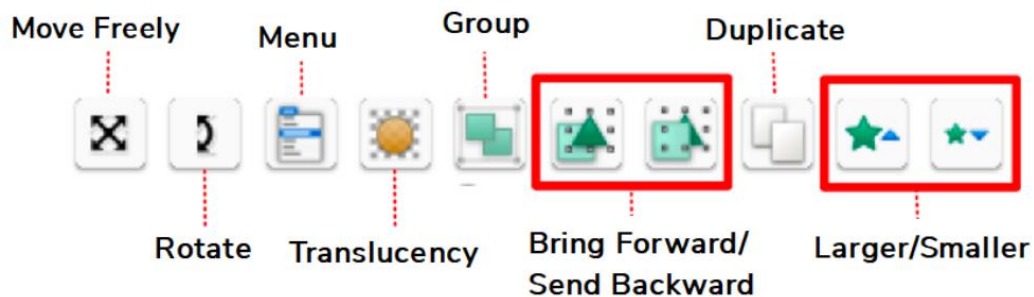 Move Freely
Menu
Group
Duplicate
Rotate
Translucency
Bring Forward/
Send Backward
Larger/Smaller